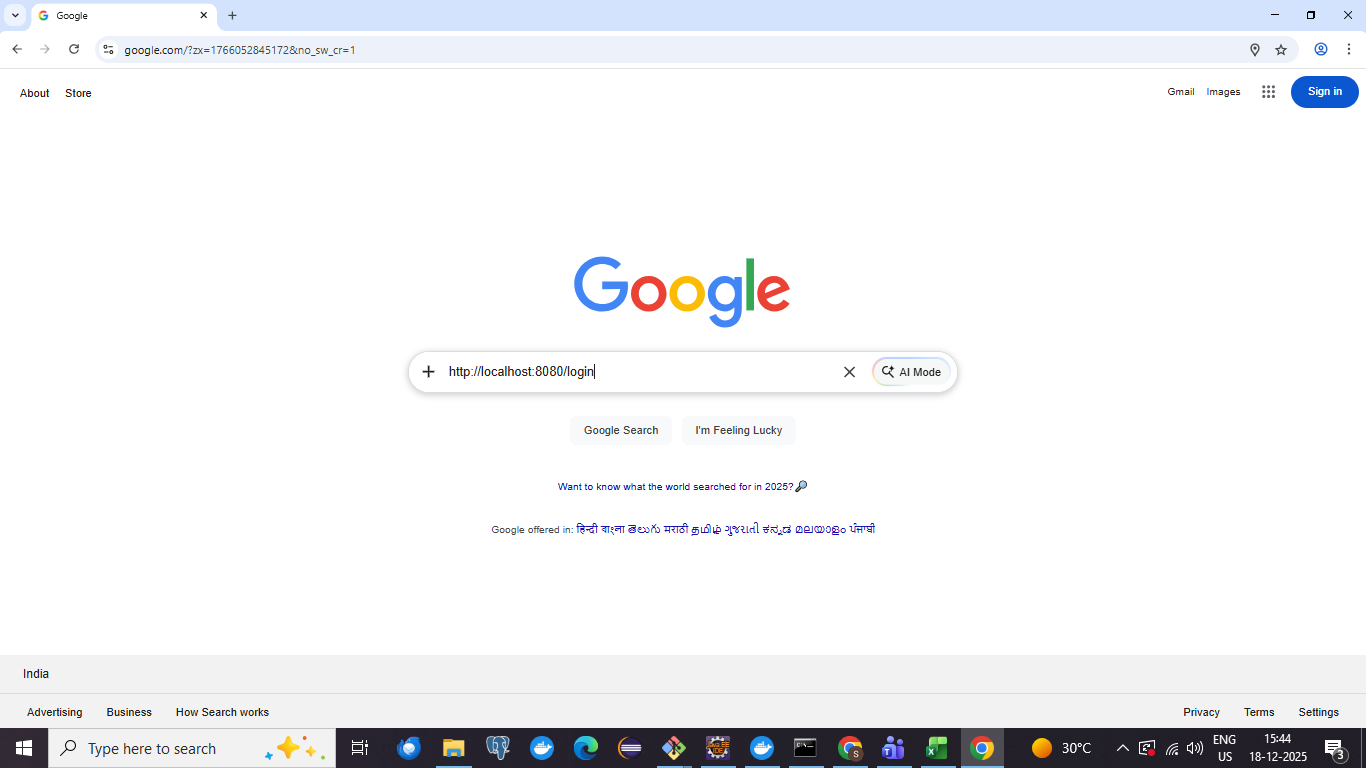 Google
google.com/?zx=1766052845172&no_sw_cr=1
About Store
Gmail Images Sign in
Google
http://localhost:8080/login AI Mode
Google Search I'm Feeling Lucky
Want to know what the world searched for in 2025?
Google offered in: हिन्दी বাংলা తెలుగు मराठी தமிழ் ગુજરાતી ಕನ್ನಡ മലയാളം ਪੰਜਾਬੀ
India
Advertising Business How Search works
Privacy Terms Settings
Type here to search
30°C
ENG
US
15:44
18-12-2025
3